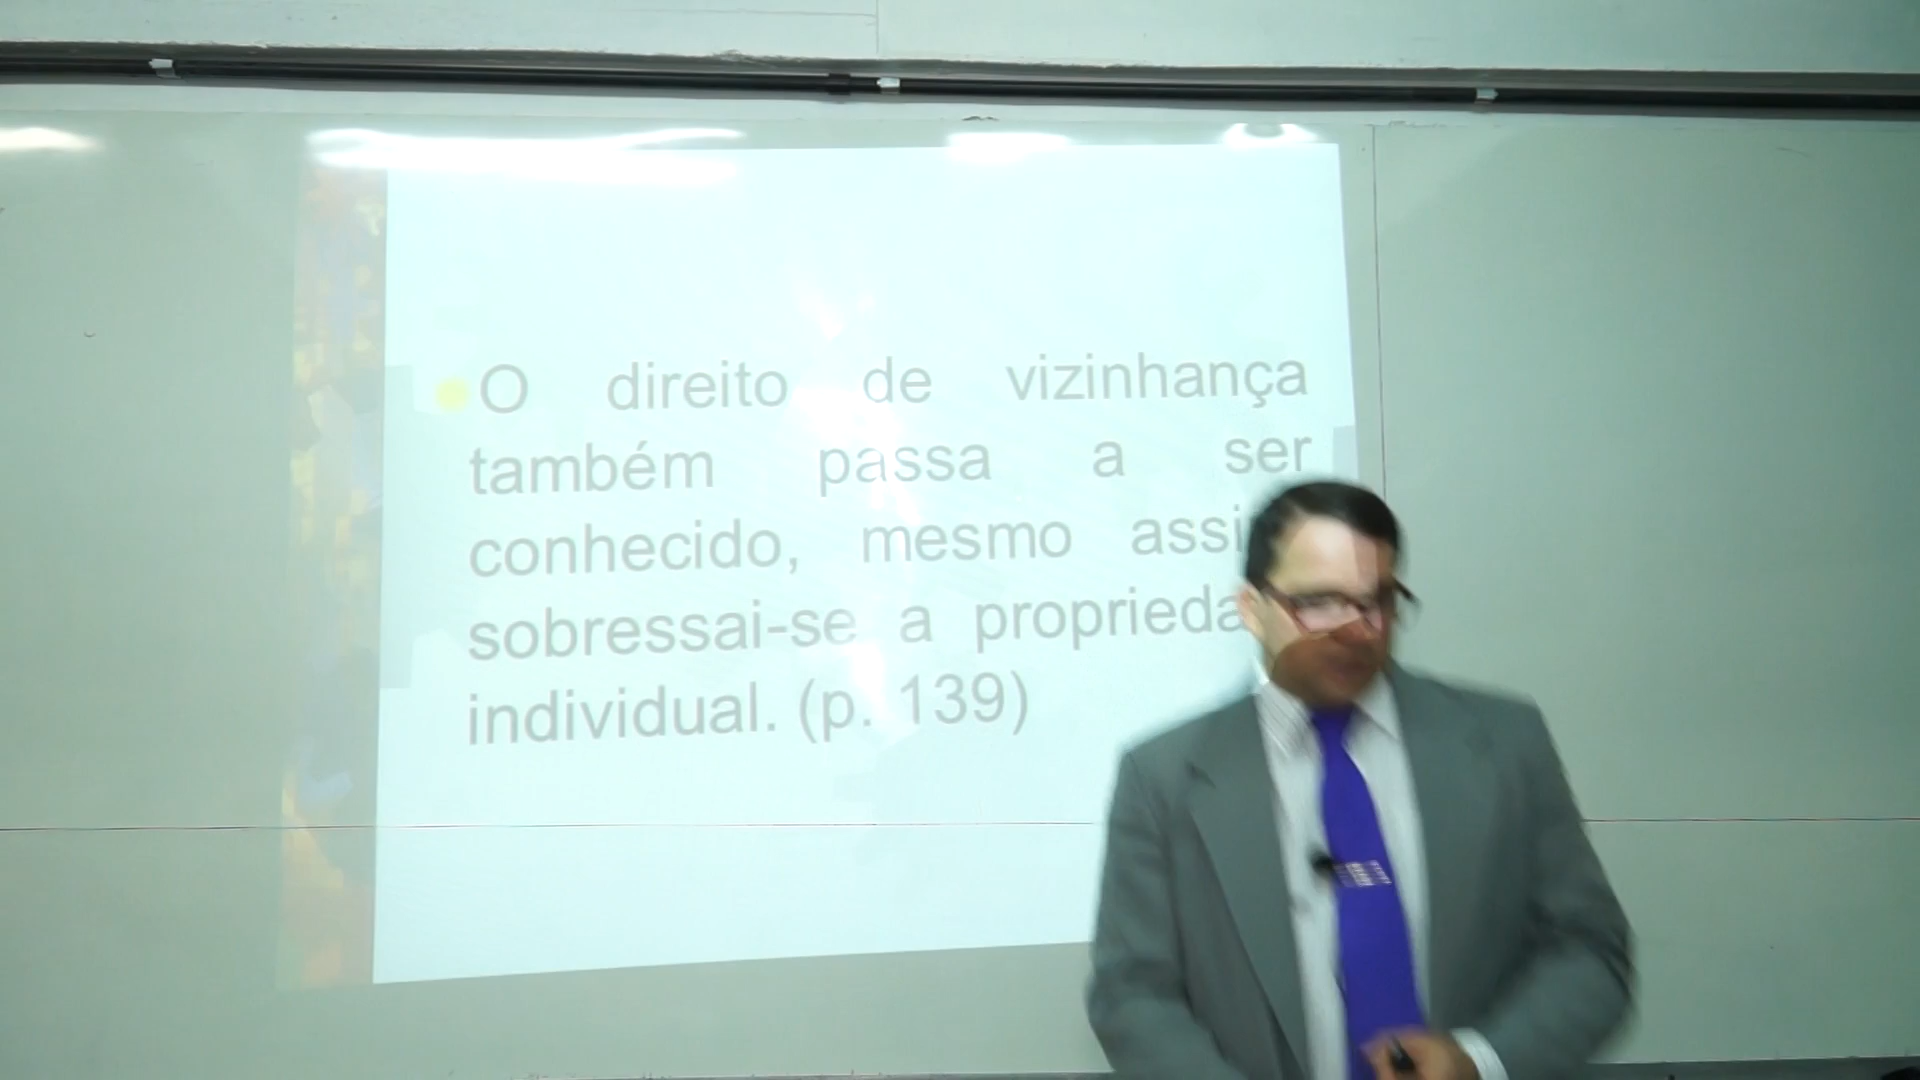 O direito de vizinhança
também passa a ser
conhecido, mesmo
sobressai-se a
individual. (p. 139)